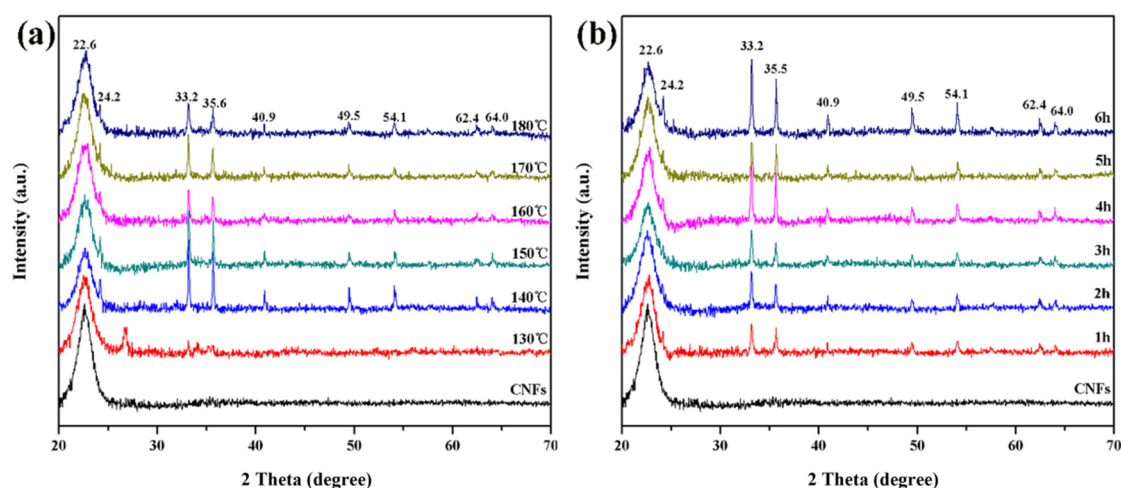 (a)
22.6
24.2
33.2
35.6
40.9
49.5
54.1
62.4
64.0
180℃
170℃
160℃
150℃
140℃
130℃
CNFs
Intensity (a.u.)
20
30
40
50
60
70
2 Theta (degree)
(b)
22.6
24.2
33.2
35.5
40.9
49.5
54.1
62.4
64.0
6h
5h
4h
3h
2h
1h
CNFs
Intensity (a.u.)
20
30
40
50
60
70
2 Theta (degree)